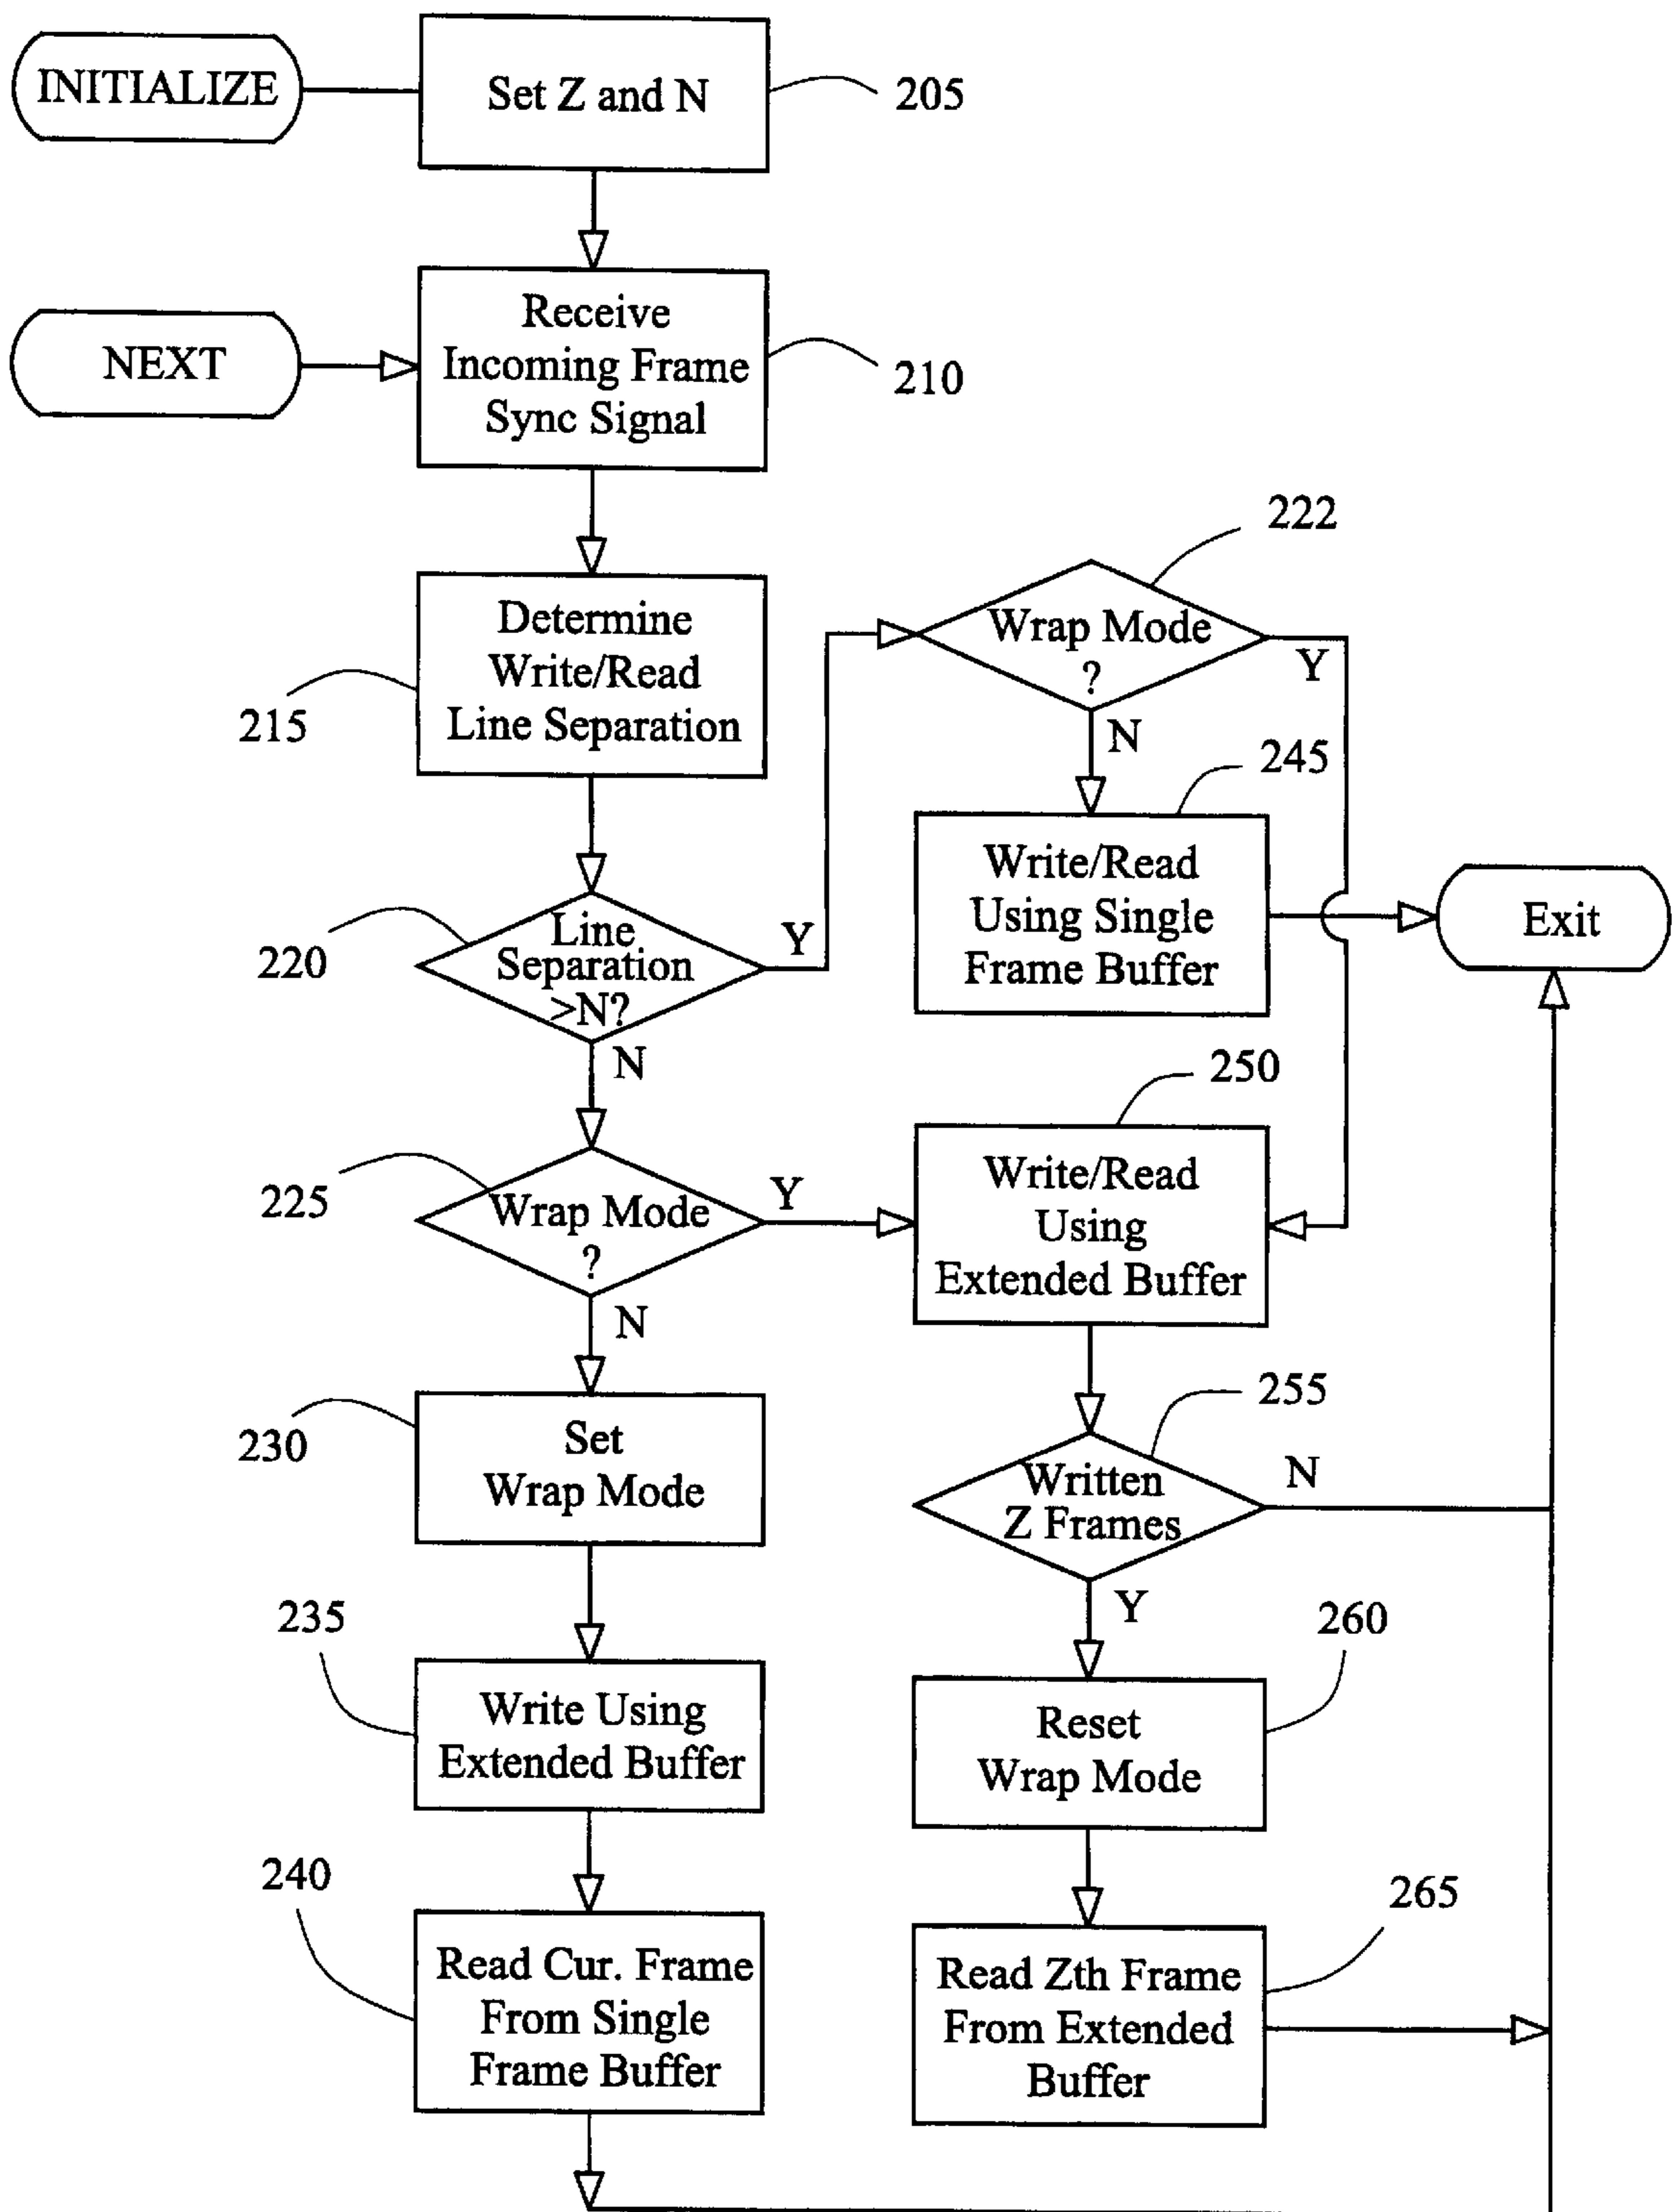 INITIALIZE
Set Z and N
205
NEXT
Receive
Incoming Frame
Sync Signal
210
Determine
Write/Read
Line Separation
215
222
Wrap Mode
?
Y
N
245
Write/Read
Using Single
Frame Buffer
Exit
220
Line
Separation
>N?
Y
N
250
Write/Read
Using
Extended Buffer
225
Wrap Mode
?
Y
N
230
Set
Wrap Mode
255
Written
Z Frames
N
Y
235
Write Using
Extended Buffer
260
Reset
Wrap Mode
240
Read Cur. Frame
From Single
Frame Buffer
265
Read Zth Frame
From Extended
Buffer